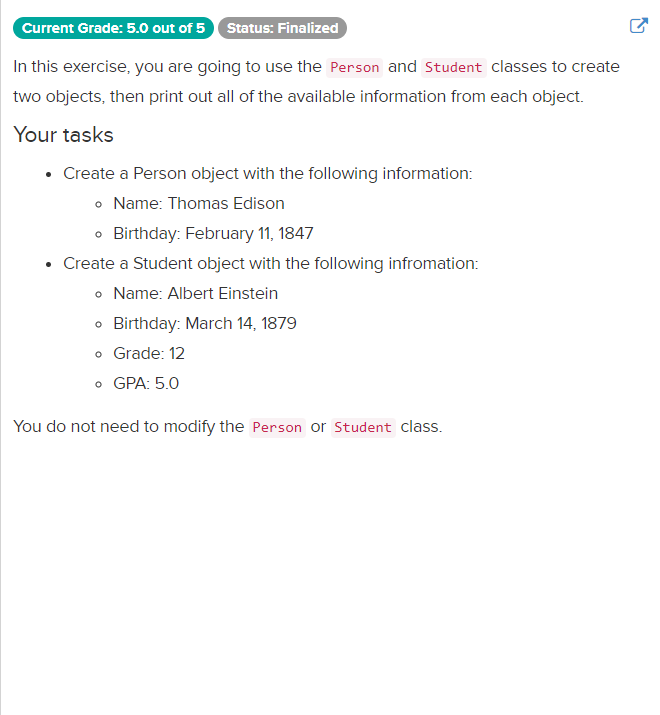 Current Grade: 5.0 out of 5 Status: Finalized
In this exercise, you are going to use the Person and Student classes to create
two objects, then print out all of the available information from each object.
Your tasks
Create a Person object with the following information:
Name: Thomas Edison
Birthday: February 11, 1847
Create a Student object with the following infromation:
Name: Albert Einstein
Birthday: March 14, 1879
Grade: 12
GPA: 5.0
You do not need to modify the Person or Student class.